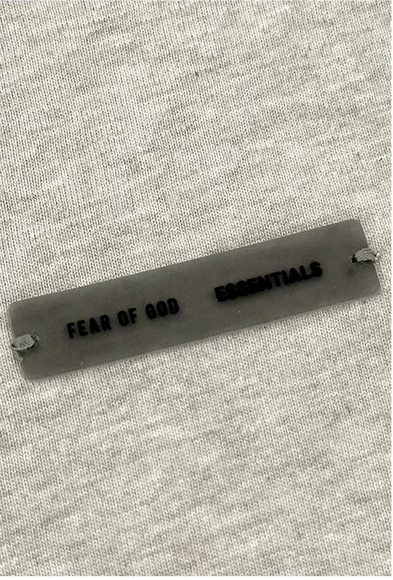 FEAR OF GOD ESSENTIALS